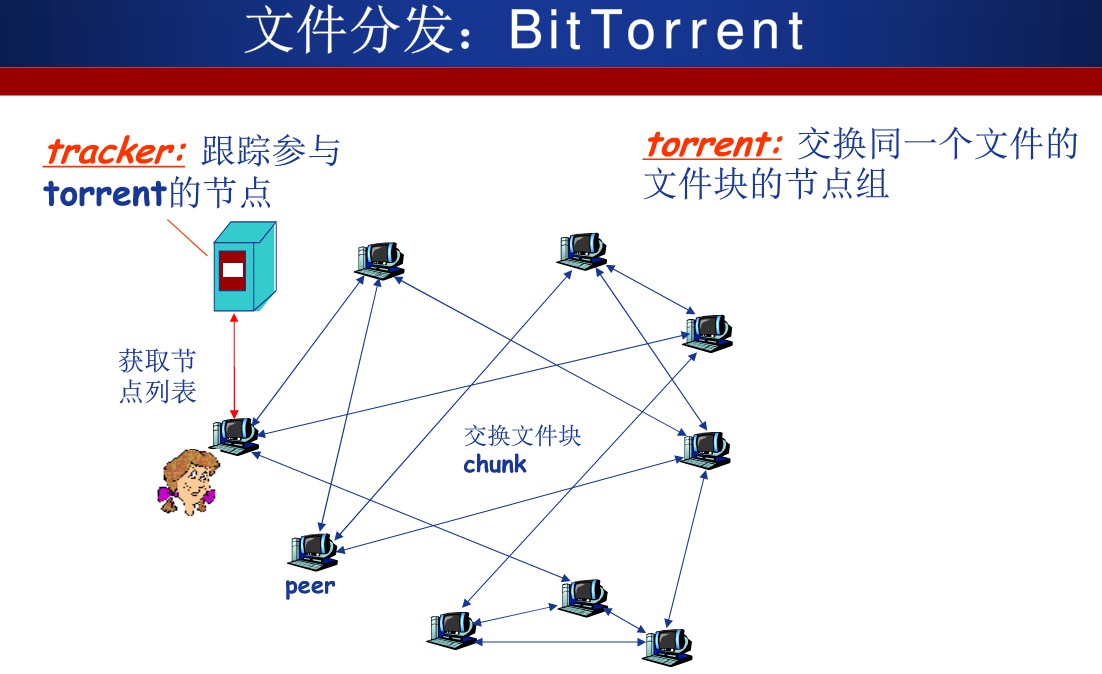 文件分发：BitTorrent
tracker: 跟踪参与
torrent的节点
torrent: 交换同一个文件的
文件块的节点组
获取节
点列表
交换文件块
chunk
peer